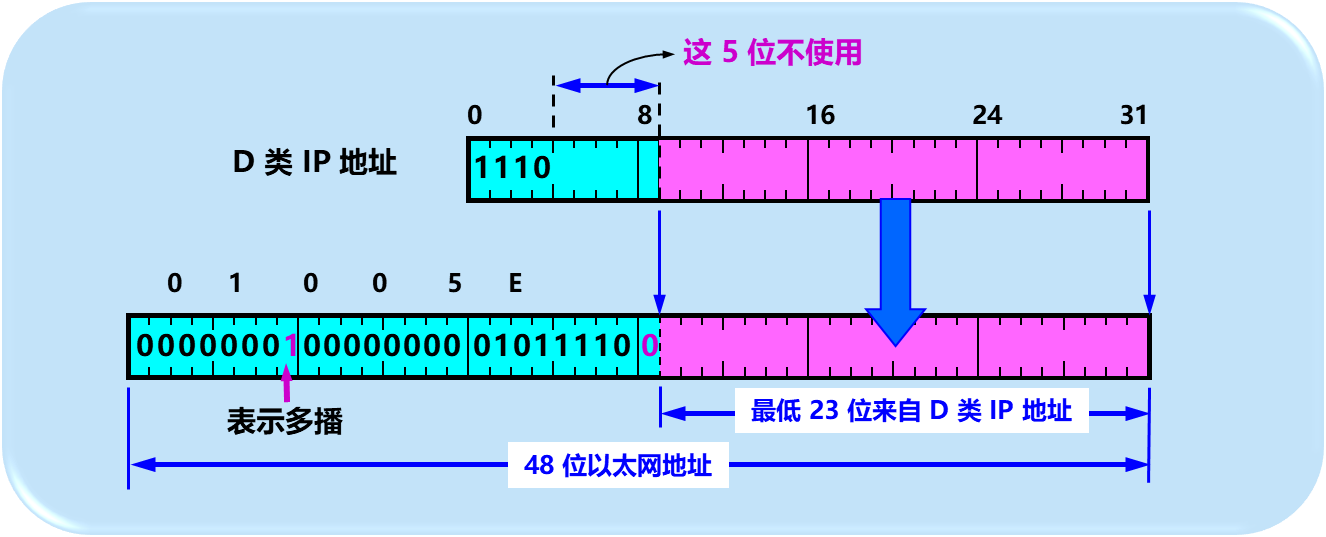 这 5 位不使用
0 8 16 24 31
D 类 IP 地址
1110
0 1 0 0 5 E
00000001 00000000 01011110 0
表示多播
最低 23 位来自 D 类 IP 地址
48 位以太网地址